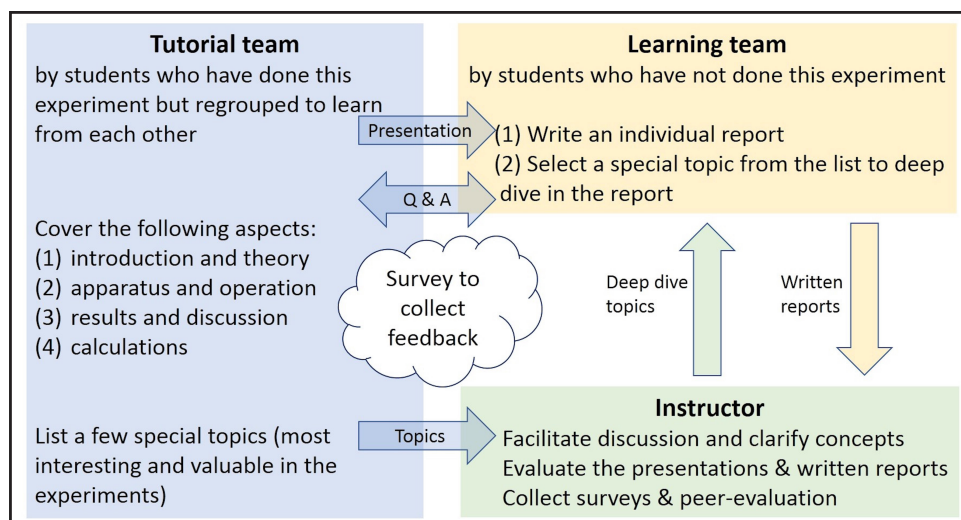 Tutorial team
by students who have done this
experiment but regrouped to learn
from each other
Presentation
Q & A
Cover the following aspects:
(1) introduction and theory
(2) apparatus and operation
(3) results and discussion
(4) calculations
Survey to
collect
feedback
List a few special topics (most
interesting and valuable in the
experiments)
Topics
Learning team
by students who have not done this experiment
(1) Write an individual report
(2) Select a special topic from the list to deep
dive in the report
Deep dive
topics
Written
reports
Instructor
Facilitate discussion and clarify concepts
Evaluate the presentations & written reports
Collect surveys & peer-evaluation